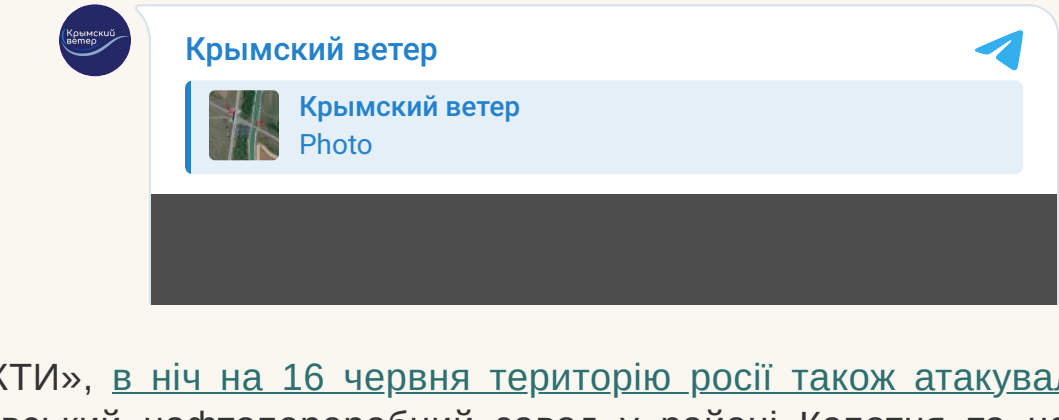 Крымский ветер
Крымский ветер
Крымский ветер
Photo
КТИ», в ніч на 16 червня територію росії також атакувал